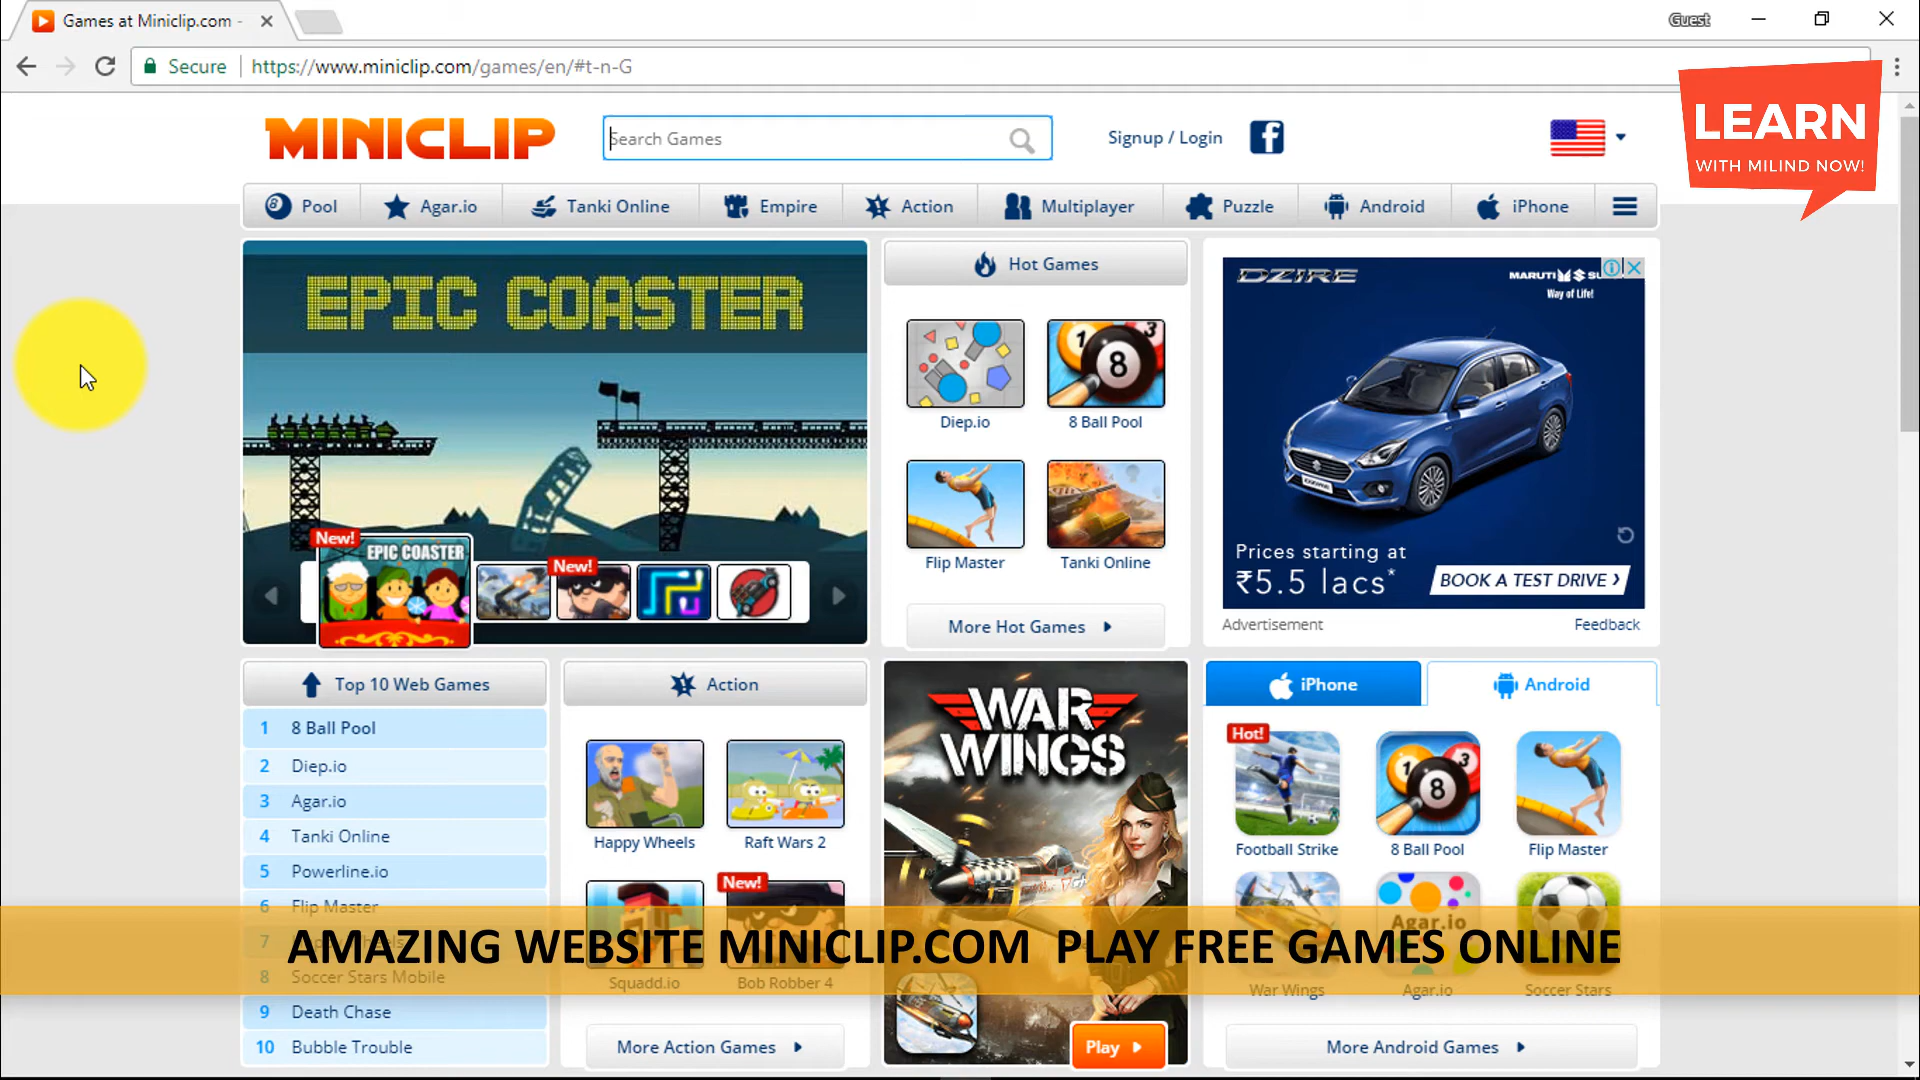 Games at Miniclip.com -
Guest
Secure
https://www.miniclip.com/games/en/#t-n-G
LEARN
WITH MILIND NOW!
MINICLIP
Search Games
Signup / Login
Pool
Agar.io
Tanki Online
Empire
Action
Multiplayer
Puzzle
Android
iPhone
EPIC COASTER
New!
EPIC COASTER
New!
Hot Games
Diep.io
8 Ball Pool
Flip Master
Tanki Online
More Hot Games
DZIRE
MARUTI SU
Way of Life!
Prices starting at
₹5.5 lacs*
BOOK A TEST DRIVE
Advertisement
Feedback
Top 10 Web Games
1 8 Ball Pool
2 Diep.io
3 Agar.io
4 Tanki Online
5 Powerline.io
6 Flip Master
7
8 Soccer Stars Mobile
9 Death Chase
10 Bubble Trouble
Action
Happy Wheels
Raft Wars 2
New!
Squadd.io
Bob Robber 4
More Action Games
WAR
WINGS
Play
iPhone
Android
Hot!
Football Strike
8 Ball Pool
Flip Master
Agar.io
War Wings
Agar.io
Soccer Stars
More Android Games
AMAZING WEBSITE MINICLIP.COM PLAY FREE GAMES ONLINE